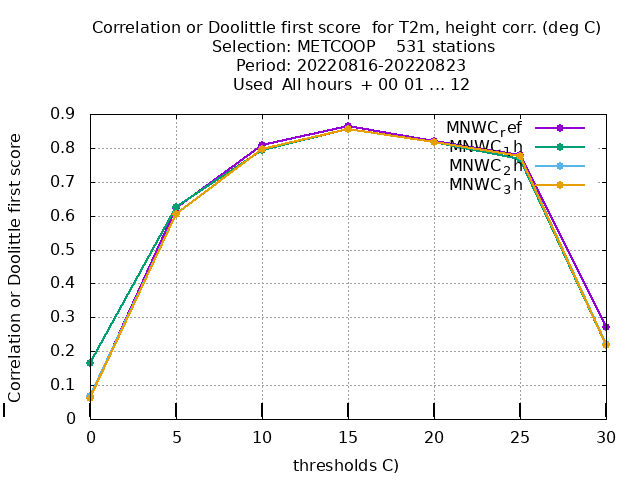 Correlation or Doolittle first score  for T2m, height corr. (deg C)
Selection: METCOOP    531 stations
Period: 20220816-20220823
Used  All hours  + 00 01 ... 12
Correlation or Doolittle first score
0.9
0.8
0.7
0.6
0.5
0.4
0.3
0.2
0.1
0
MNWC_ref
MNWC_1h
MNWC_2h
MNWC_3h
0 5 10 15 20 25 30
thresholds C)